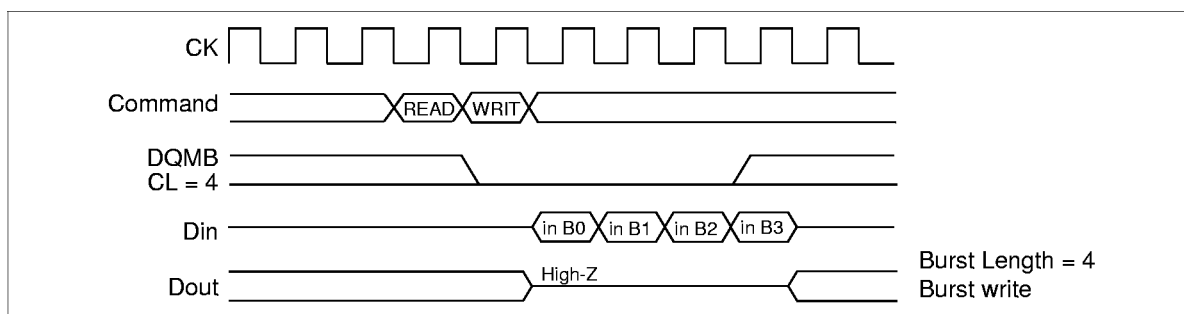 CK
Command
READ WRIT
DQMB
CL = 4
Din
in B0 in B1 in B2 in B3
Dout
High-Z
Burst Length = 4
Burst write